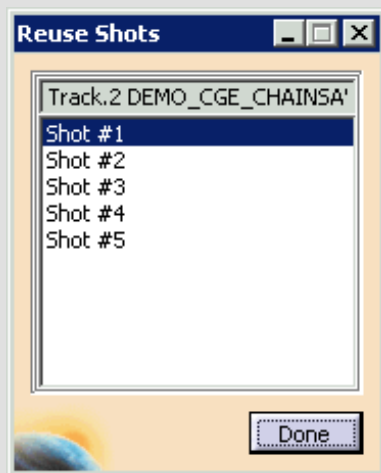 Reuse Shots
Track.2 DEMO_CGE_CHAINSA'
Shot #1
Shot #2
Shot #3
Shot #4
Shot #5
Done